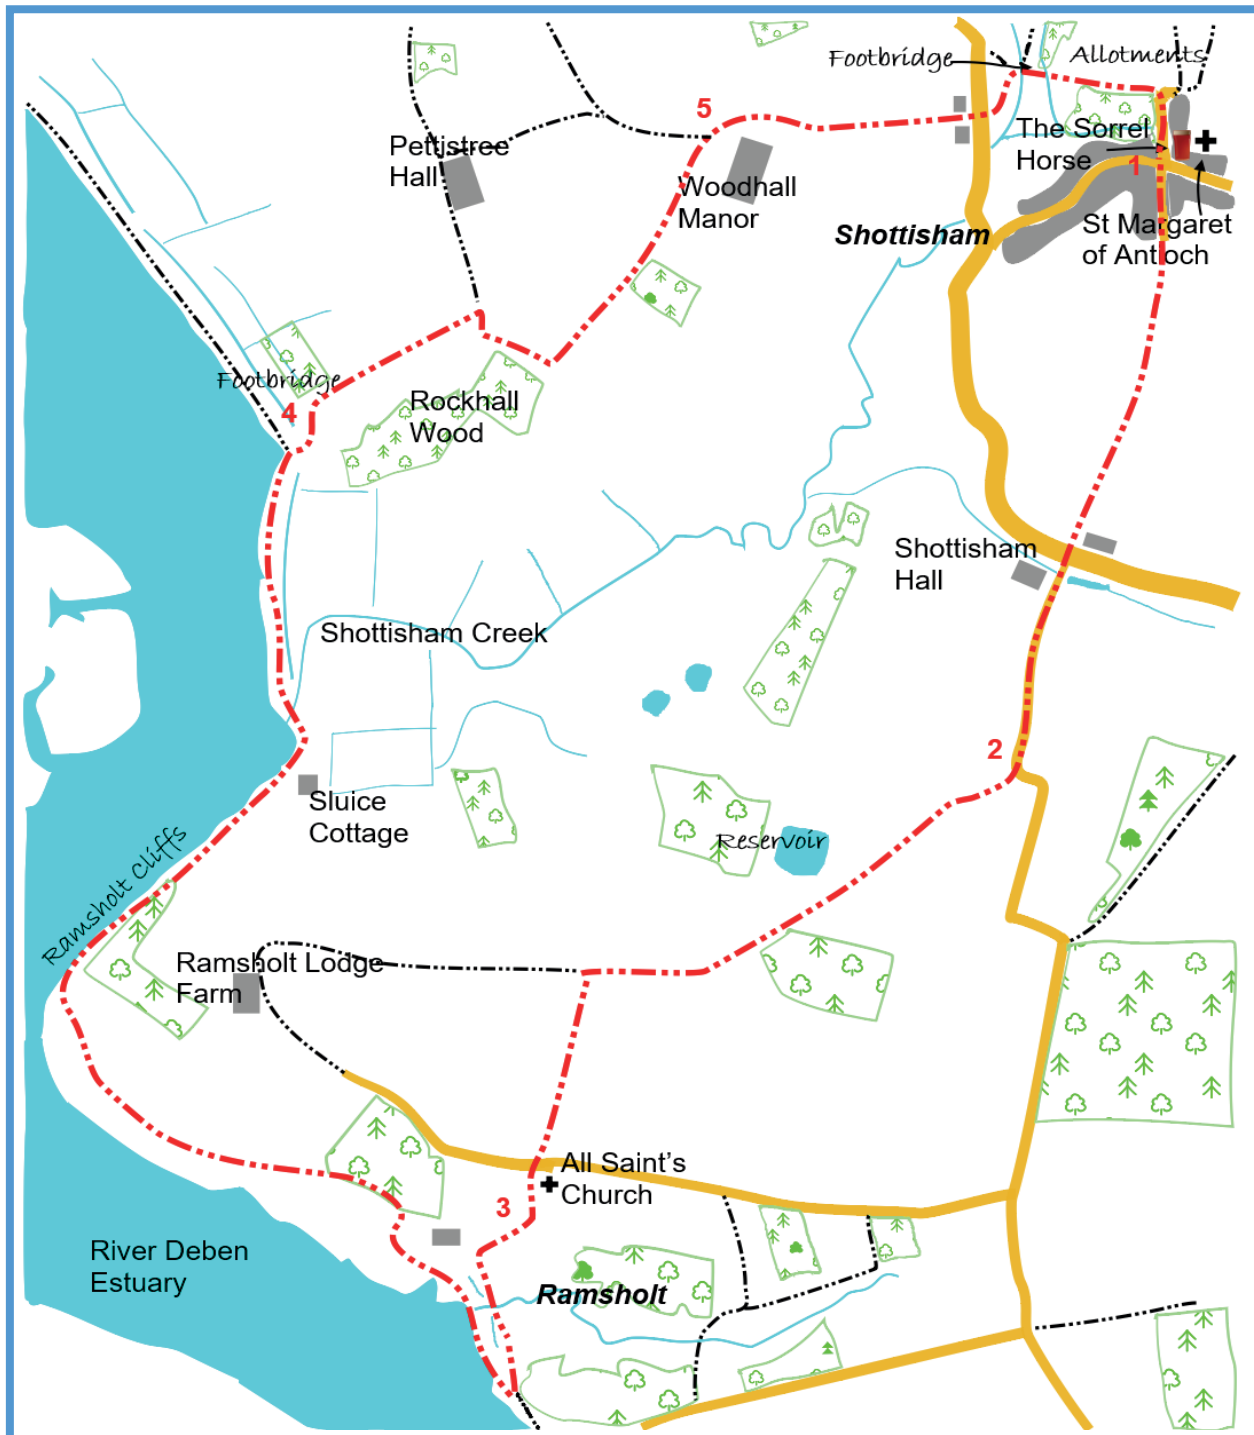 Footbridge
Allotments
5
The Sorrel
Horse
1
Pettistree
Hall
Woodhall
Manor
Shottisham
St Margaret
of Antioch
Footbridge
4
Rockhall
Wood
Shottisham
Hall
Shottisham Creek
2
Sluice
Cottage
Reservoir
Ramsholt Cliffs
Ramsholt Lodge
Farm
All Saint's
Church
3
River Deben
Estuary
Ramsholt